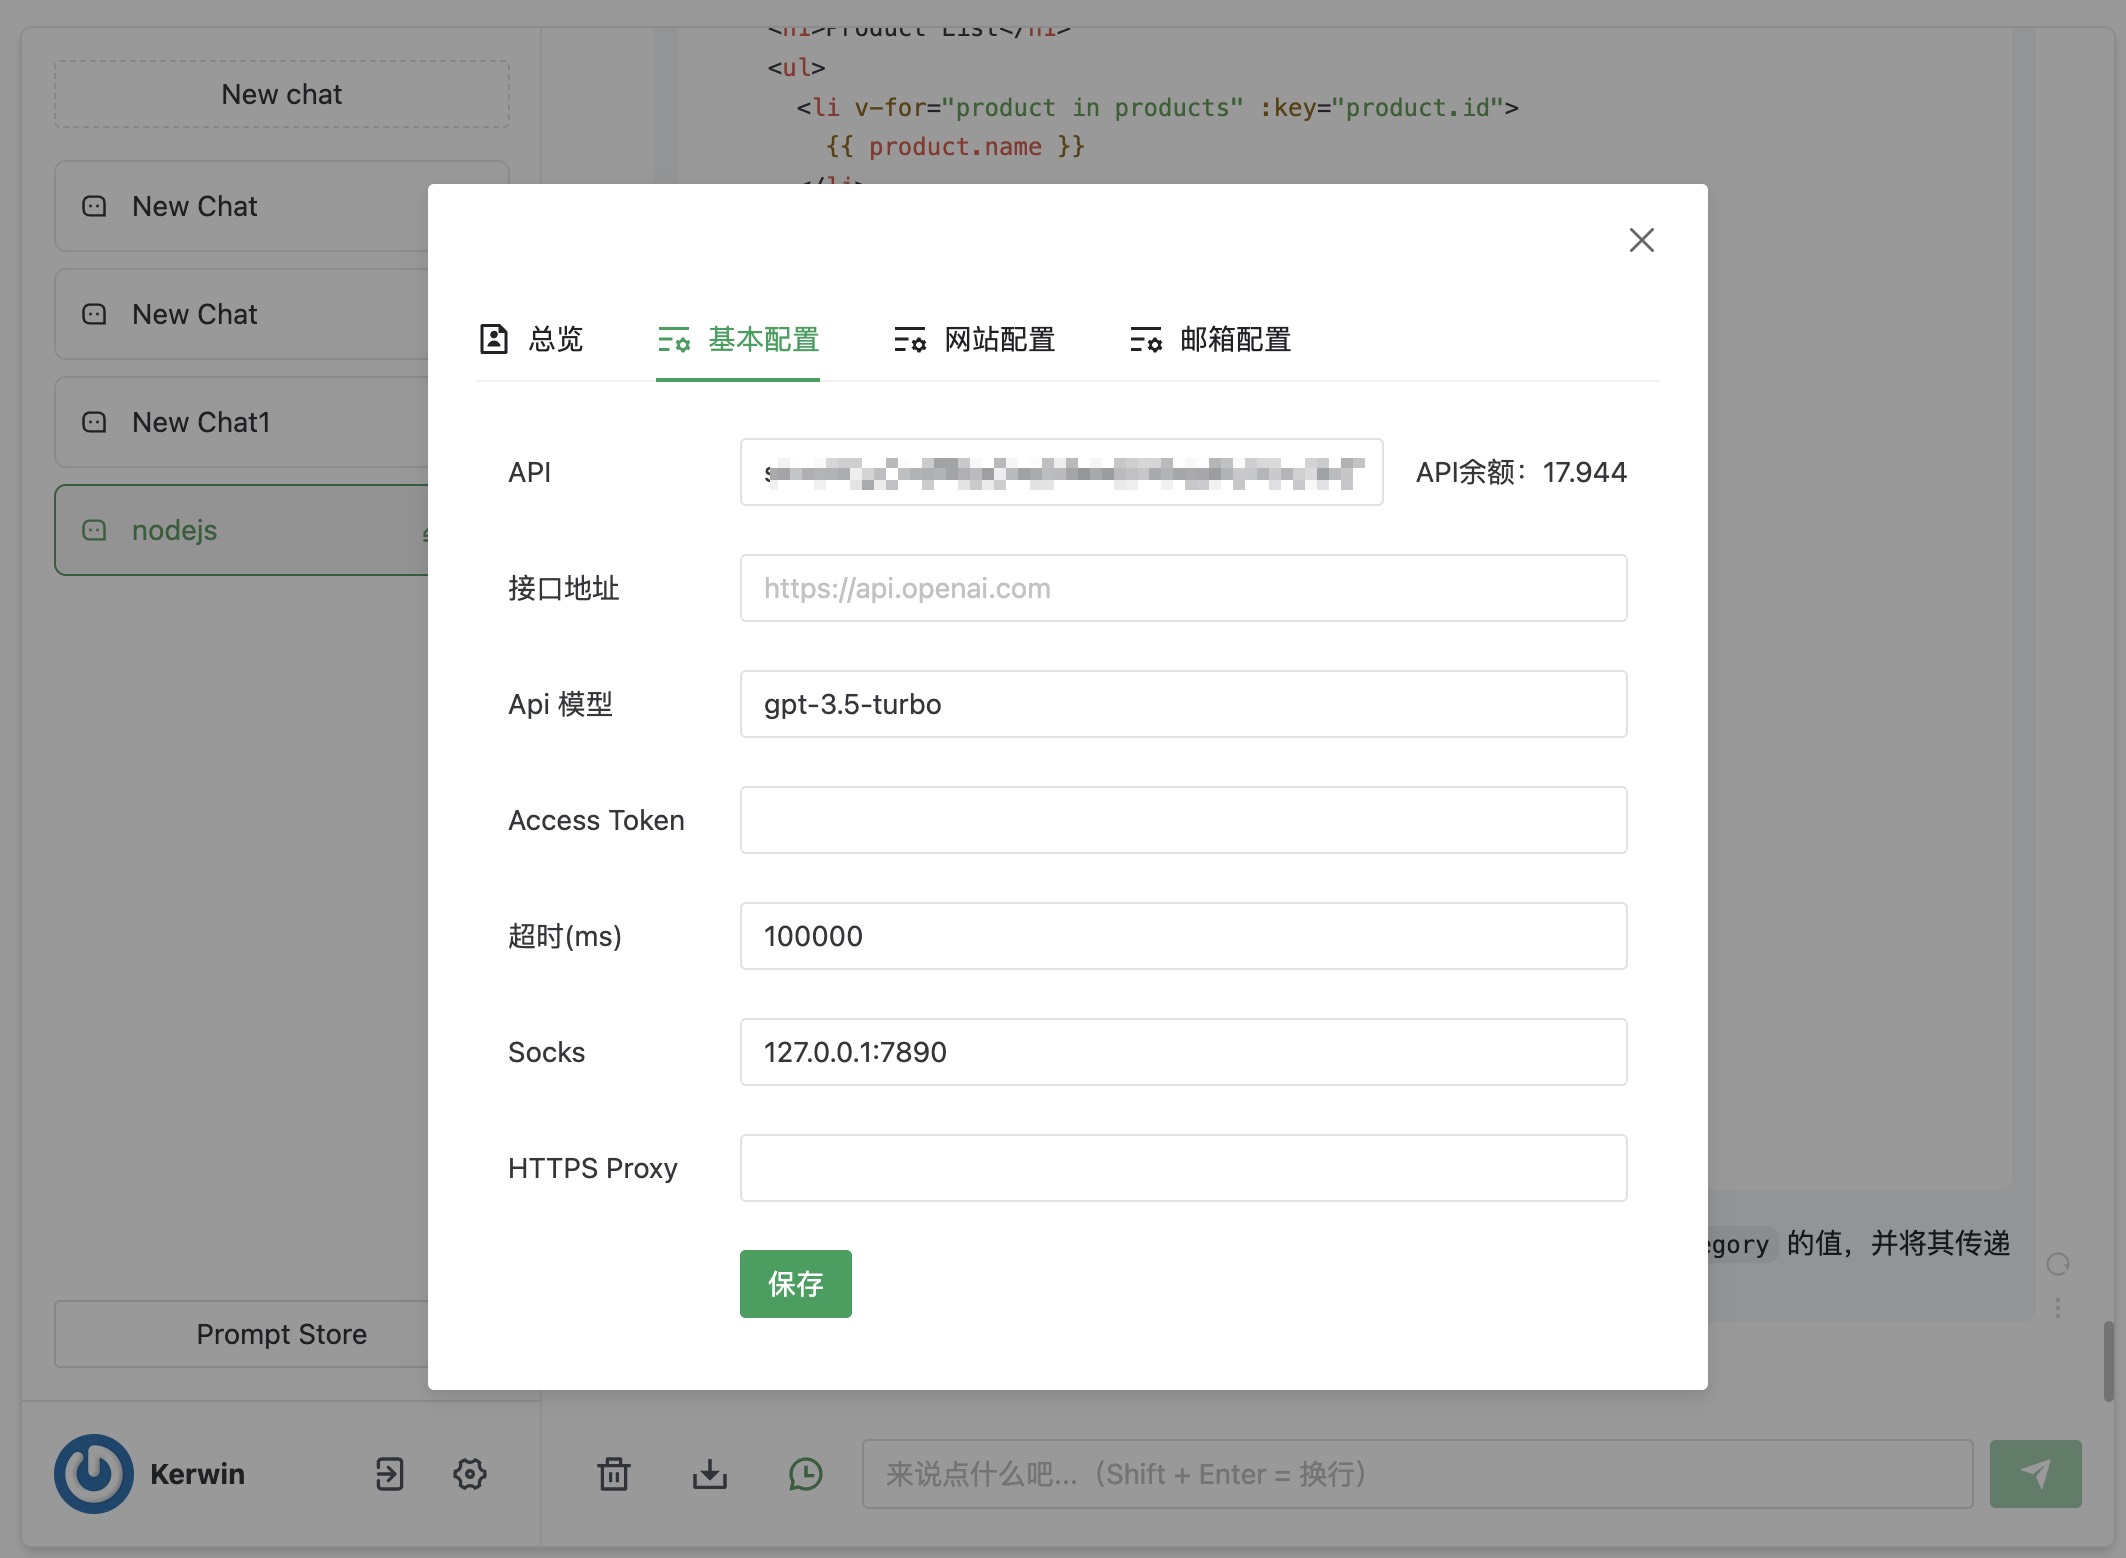 <h1>Product List</h1>
<ul>
<li v-for="product in products" :key="product.id">
{{ product.name }}
</li>
New chat
New Chat
New Chat
New Chat1
nodejs
Prompt Store
Kerwin
总览
基本配置
网站配置
邮箱配置
API
API余额：17.944
接口地址
https://api.openai.com
Api 模型
gpt-3.5-turbo
Access Token
超时(ms)
100000
Socks
127.0.0.1:7890
HTTPS Proxy
保存
egory 的值，并将其传递
来说点什么吧...（Shift + Enter = 换行）